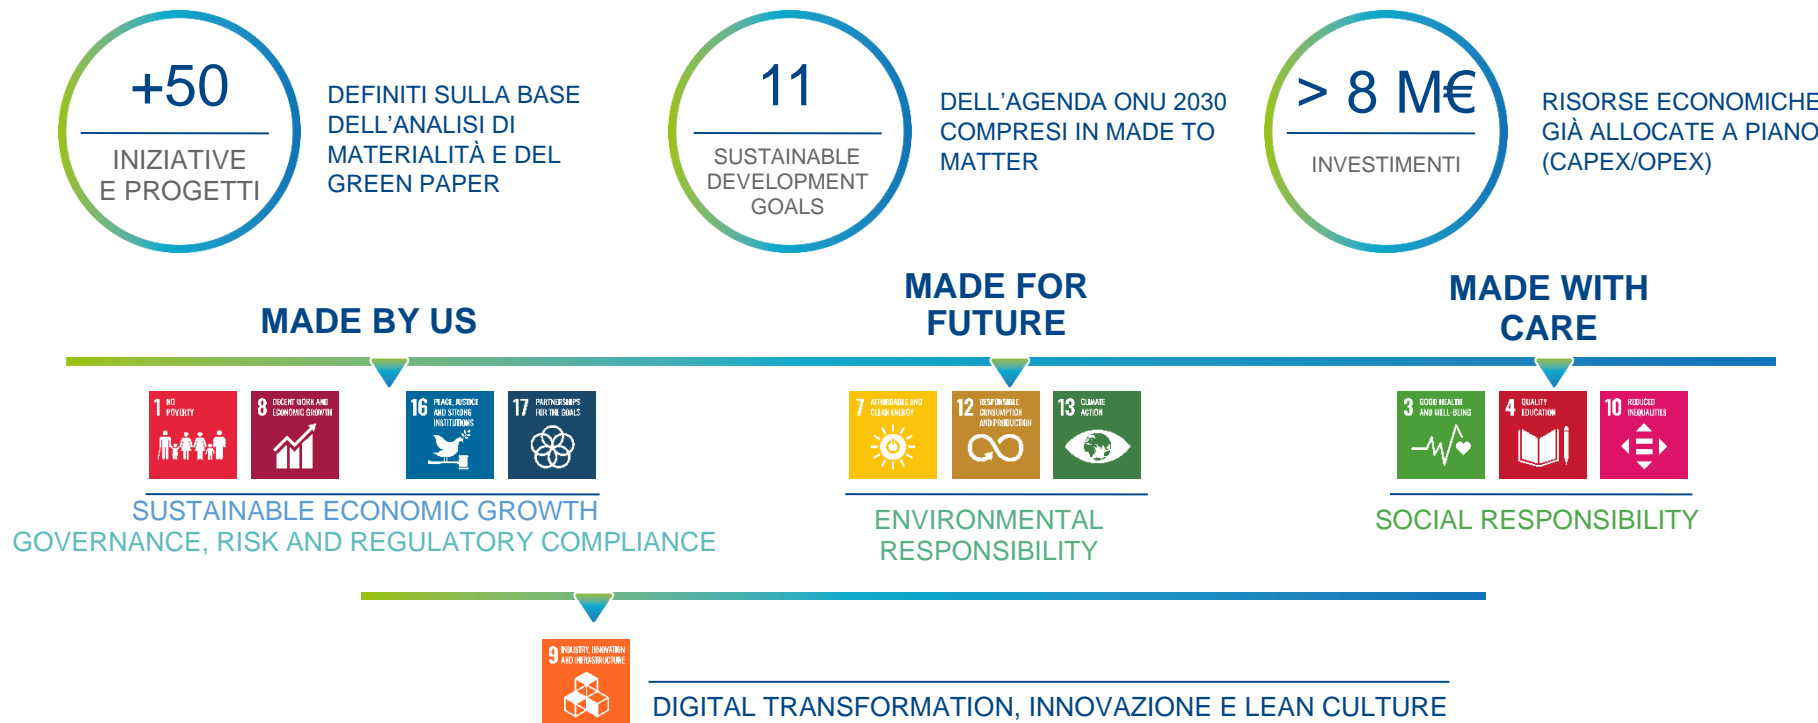 +50
INIZIATIVE
E PROGETTI
DEFINITI SULLA BASE
DELL'ANALISI DI
MATERIALITÀ E DEL
GREEN PAPER
11
SUSTAINABLE
DEVELOPMENT
GOALS
DELL'AGENDA ONU 2030
COMPRESI IN MADE TO
MATTER
> 8 M€
INVESTIMENTI
RISORSE ECONOMICHE
GIÀ ALLOCATE A PIANO
(CAPEX/OPEX)
MADE BY US
MADE FOR
FUTURE
MADE WITH
CARE
1 NO
POVERTY
8 DECENT WORK AND
ECONOMIC GROWTH
16 PEACE, JUSTICE
AND STRONG
INSTITUTIONS
17 PARTNERSHIPS
FOR THE GOALS
7 AFFORDABLE AND
CLEAN ENERGY
12 RESPONSIBLE
CONSUMPTION
AND PRODUCTION
13 CLIMATE
ACTION
3 GOOD HEALTH
AND WELL-BEING
4 QUALITY
EDUCATION
10 REDUCED
INEQUALITIES
SUSTAINABLE ECONOMIC GROWTH
GOVERNANCE, RISK AND REGULATORY COMPLIANCE
ENVIRONMENTAL
RESPONSIBILITY
SOCIAL RESPONSIBILITY
9 INDUSTRY, INNOVATION
AND INFRASTRUCTURE
DIGITAL TRANSFORMATION, INNOVAZIONE E LEAN CULTURE